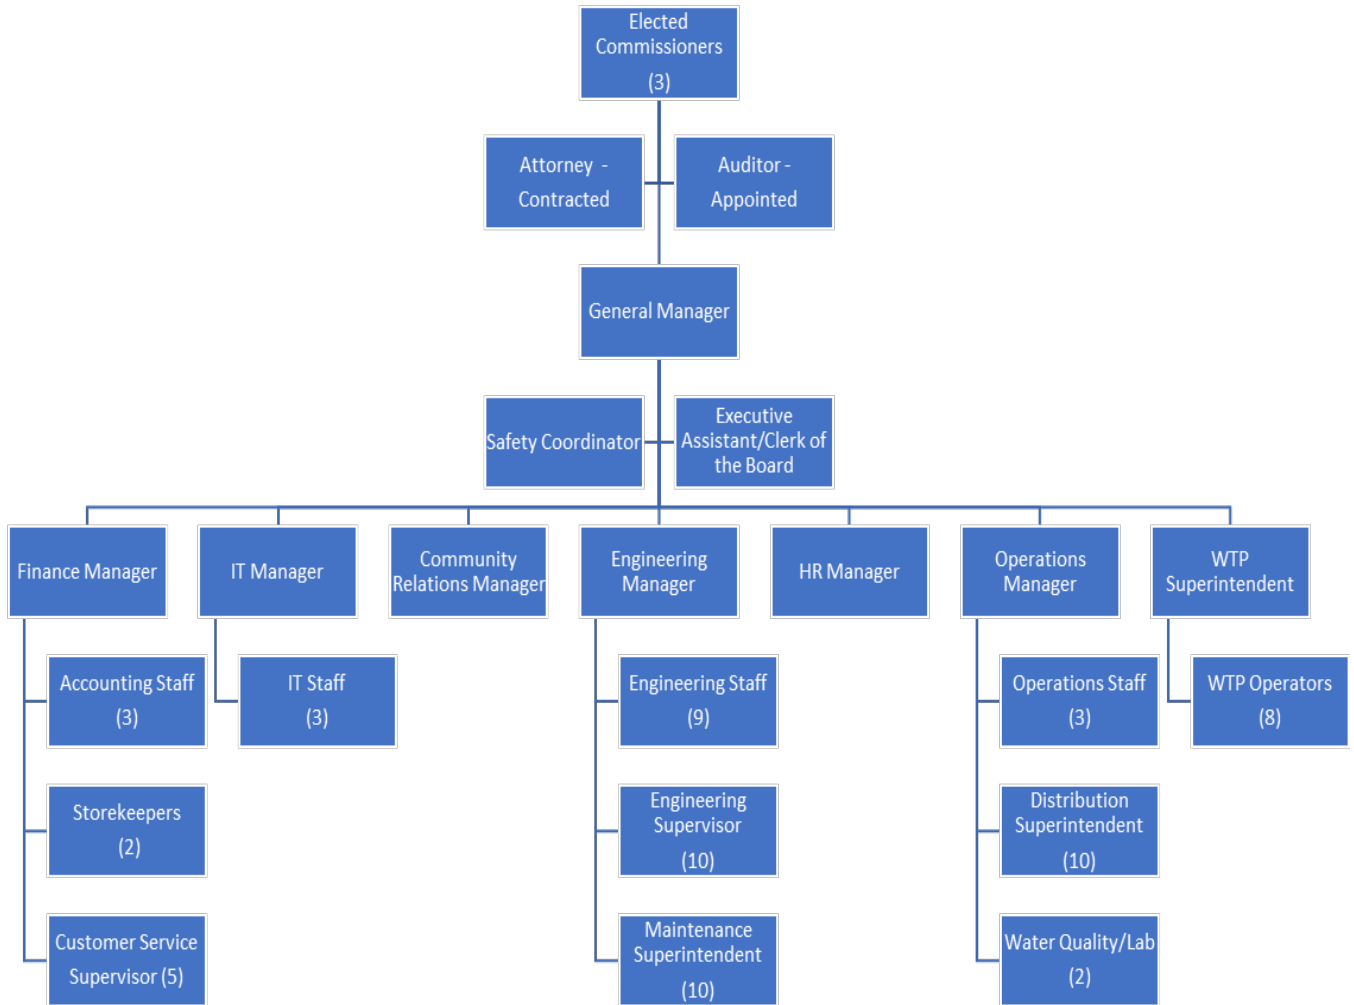 Elected
Commissioners
(3)
Attorney -
Contracted
Auditor -
Appointed
General Manager
Safety Coordinator
Executive
Assistant/Clerk of
the Board
Finance Manager
IT Manager
Community
Relations Manager
Engineering
Manager
HR Manager
Operations
Manager
WTP
Superintendent
Accounting Staff
(3)
IT Staff
(3)
Engineering Staff
(9)
Operations Staff
(3)
WTP Operators
(8)
Storekeepers
(2)
Engineering
Supervisor
(10)
Distribution
Superintendent
(10)
Customer Service
Supervisor (5)
Maintenance
Superintendent
(10)
Water Quality/Lab
(2)